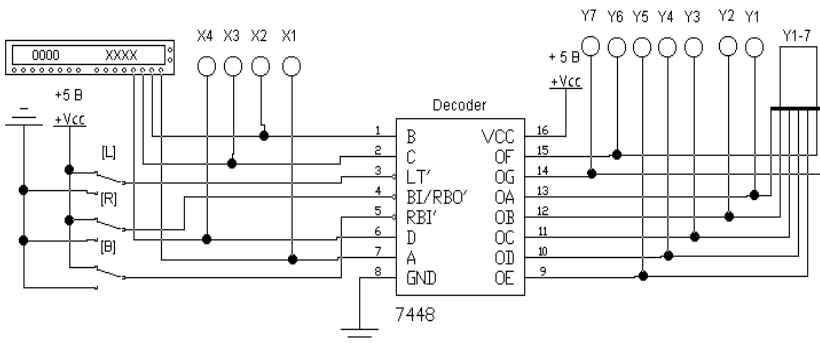 Y7 Y6 Y5 Y4 Y3 Y2 Y1 Y1-7
X4 X3 X2 X1
0000 XXXX
+ 5 В
+Vcc
+5 В
+Vcc
Decoder
[L]
[R]
[B]
1 B VCC 16
2 C OF 15
3 LT' OG 14
4 BI/RBO' OA 13
5 RBI' OB 12
6 D OC 11
7 A OD 10
8 GND OE 9
7448